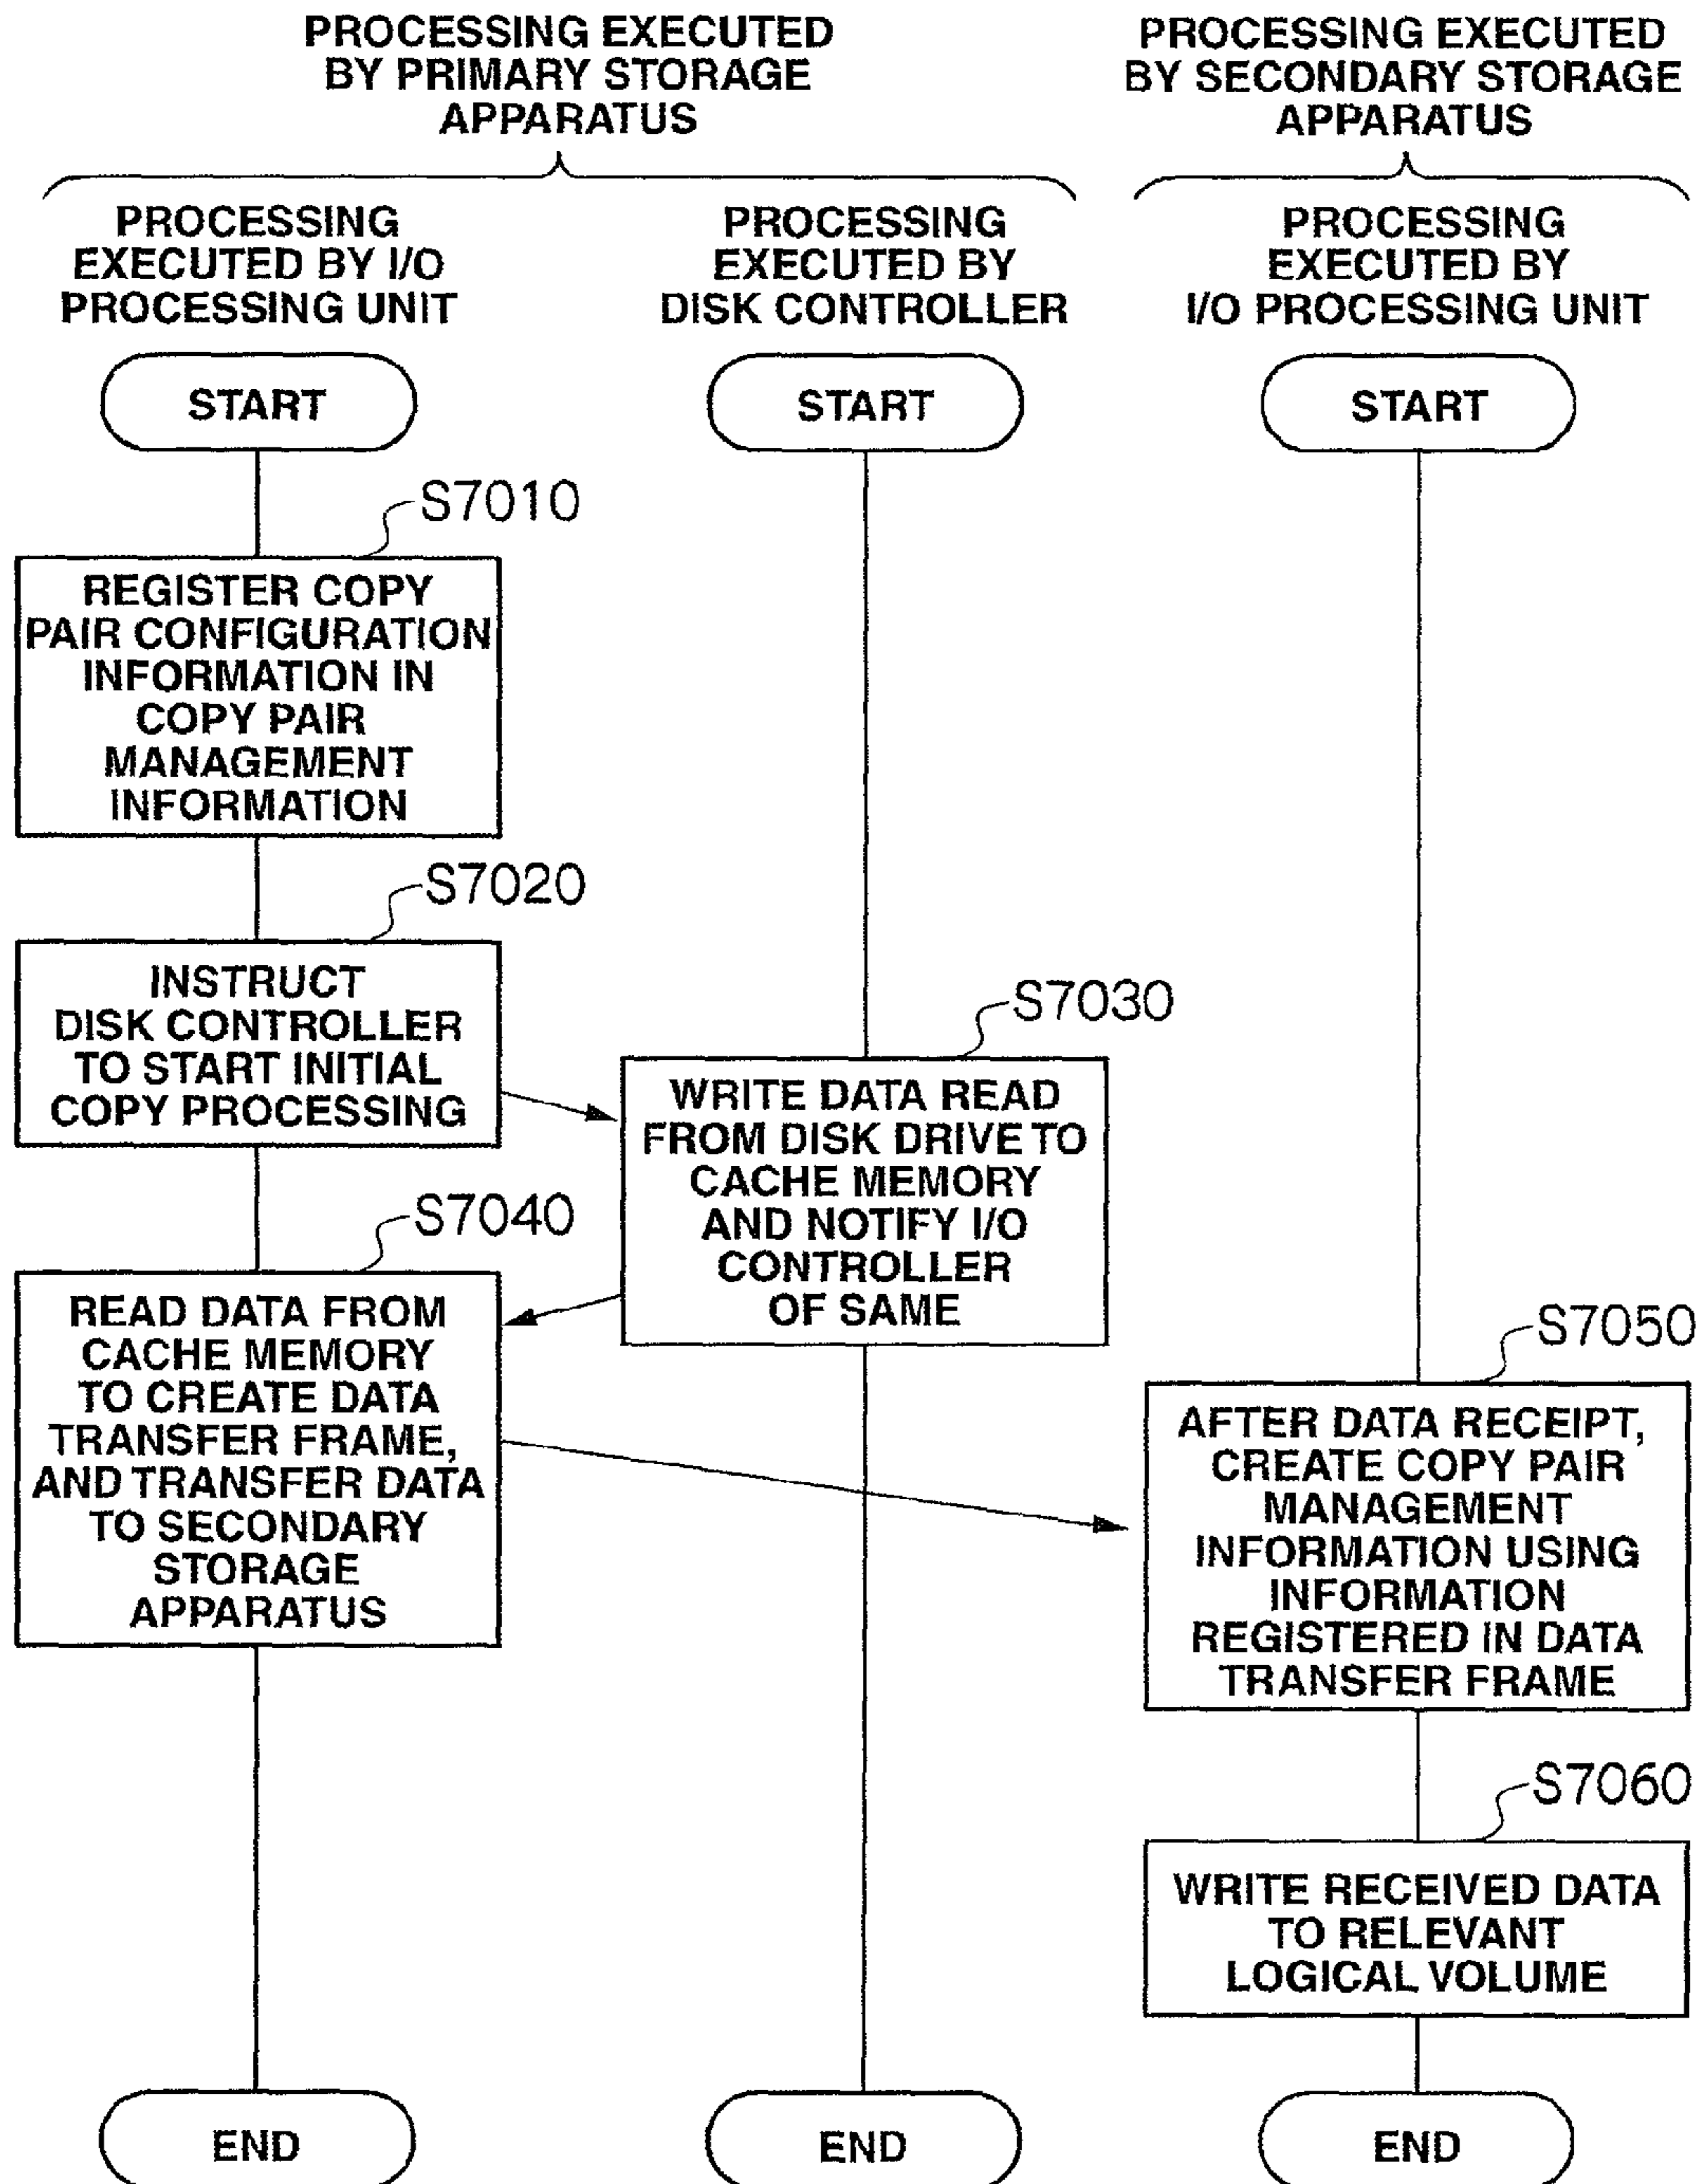 PROCESSING EXECUTED
BY PRIMARY STORAGE
APPARATUS
PROCESSING EXECUTED
BY SECONDARY STORAGE
APPARATUS
PROCESSING
EXECUTED BY I/O
PROCESSING UNIT
PROCESSING
EXECUTED BY
DISK CONTROLLER
PROCESSING
EXECUTED BY
I/O PROCESSING UNIT
START
START
START
S7010
REGISTER COPY
PAIR CONFIGURATION
INFORMATION IN
COPY PAIR
MANAGEMENT
INFORMATION
S7020
INSTRUCT
DISK CONTROLLER
TO START INITIAL
COPY PROCESSING
S7030
WRITE DATA READ
FROM DISK DRIVE TO
CACHE MEMORY
AND NOTIFY I/O
CONTROLLER
OF SAME
S7040
READ DATA FROM
CACHE MEMORY
TO CREATE DATA
TRANSFER FRAME,
AND TRANSFER DATA
TO SECONDARY
STORAGE
APPARATUS
S7050
AFTER DATA RECEIPT,
CREATE COPY PAIR
MANAGEMENT
INFORMATION USING
INFORMATION
REGISTERED IN DATA
TRANSFER FRAME
S7060
WRITE RECEIVED DATA
TO RELEVANT
LOGICAL VOLUME
END
END
END